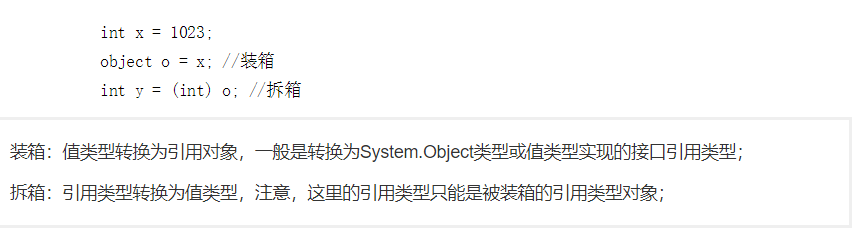 int x = 1023;
object o = x; //装箱
int y = (int) o; //拆箱
装箱：值类型转换为引用对象，一般是转换为System.Object类型或值类型实现的接口引用类型；
拆箱：引用类型转换为值类型，注意，这里的引用类型只能是被装箱的引用类型对象；